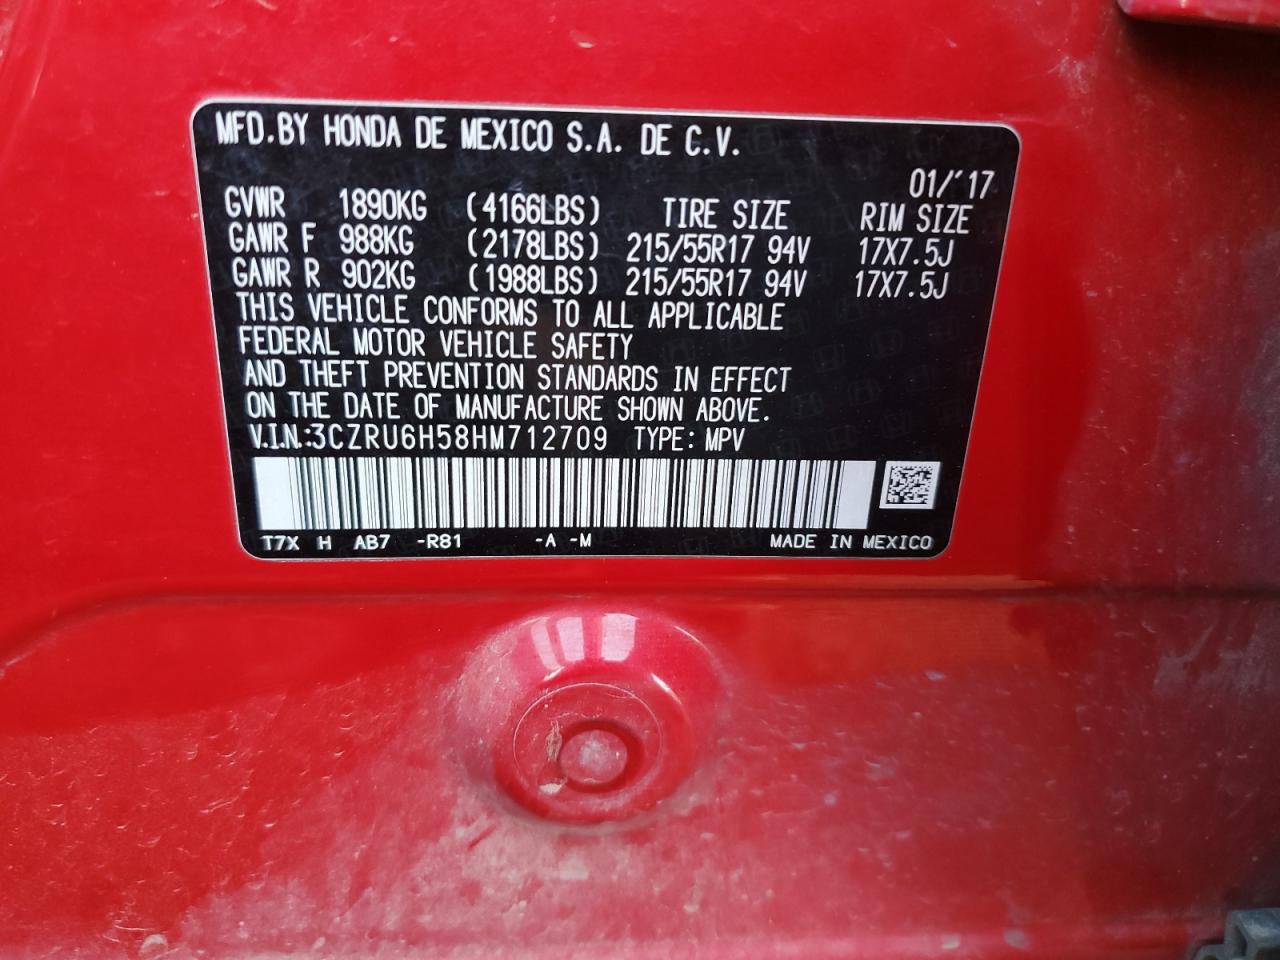 MFD.BY HONDA DE MEXICO S.A. DE C.V.
01/'17
GVWR 1890KG (4166LBS) TIRE SIZE RIM SIZE
GAWR F 988KG (2178LBS) 215/55R17 94V 17X7.5J
GAWR R 902KG (1988LBS) 215/55R17 94V 17X7.5J
THIS VEHICLE CONFORMS TO ALL APPLICABLE
FEDERAL MOTOR VEHICLE SAFETY
AND THEFT PREVENTION STANDARDS IN EFFECT
ON THE DATE OF MANUFACTURE SHOWN ABOVE.
V.I.N.:3CZRU6H58HM712709 TYPE: MPV
T7X H AB7 -R81 -A -M MADE IN MEXICO